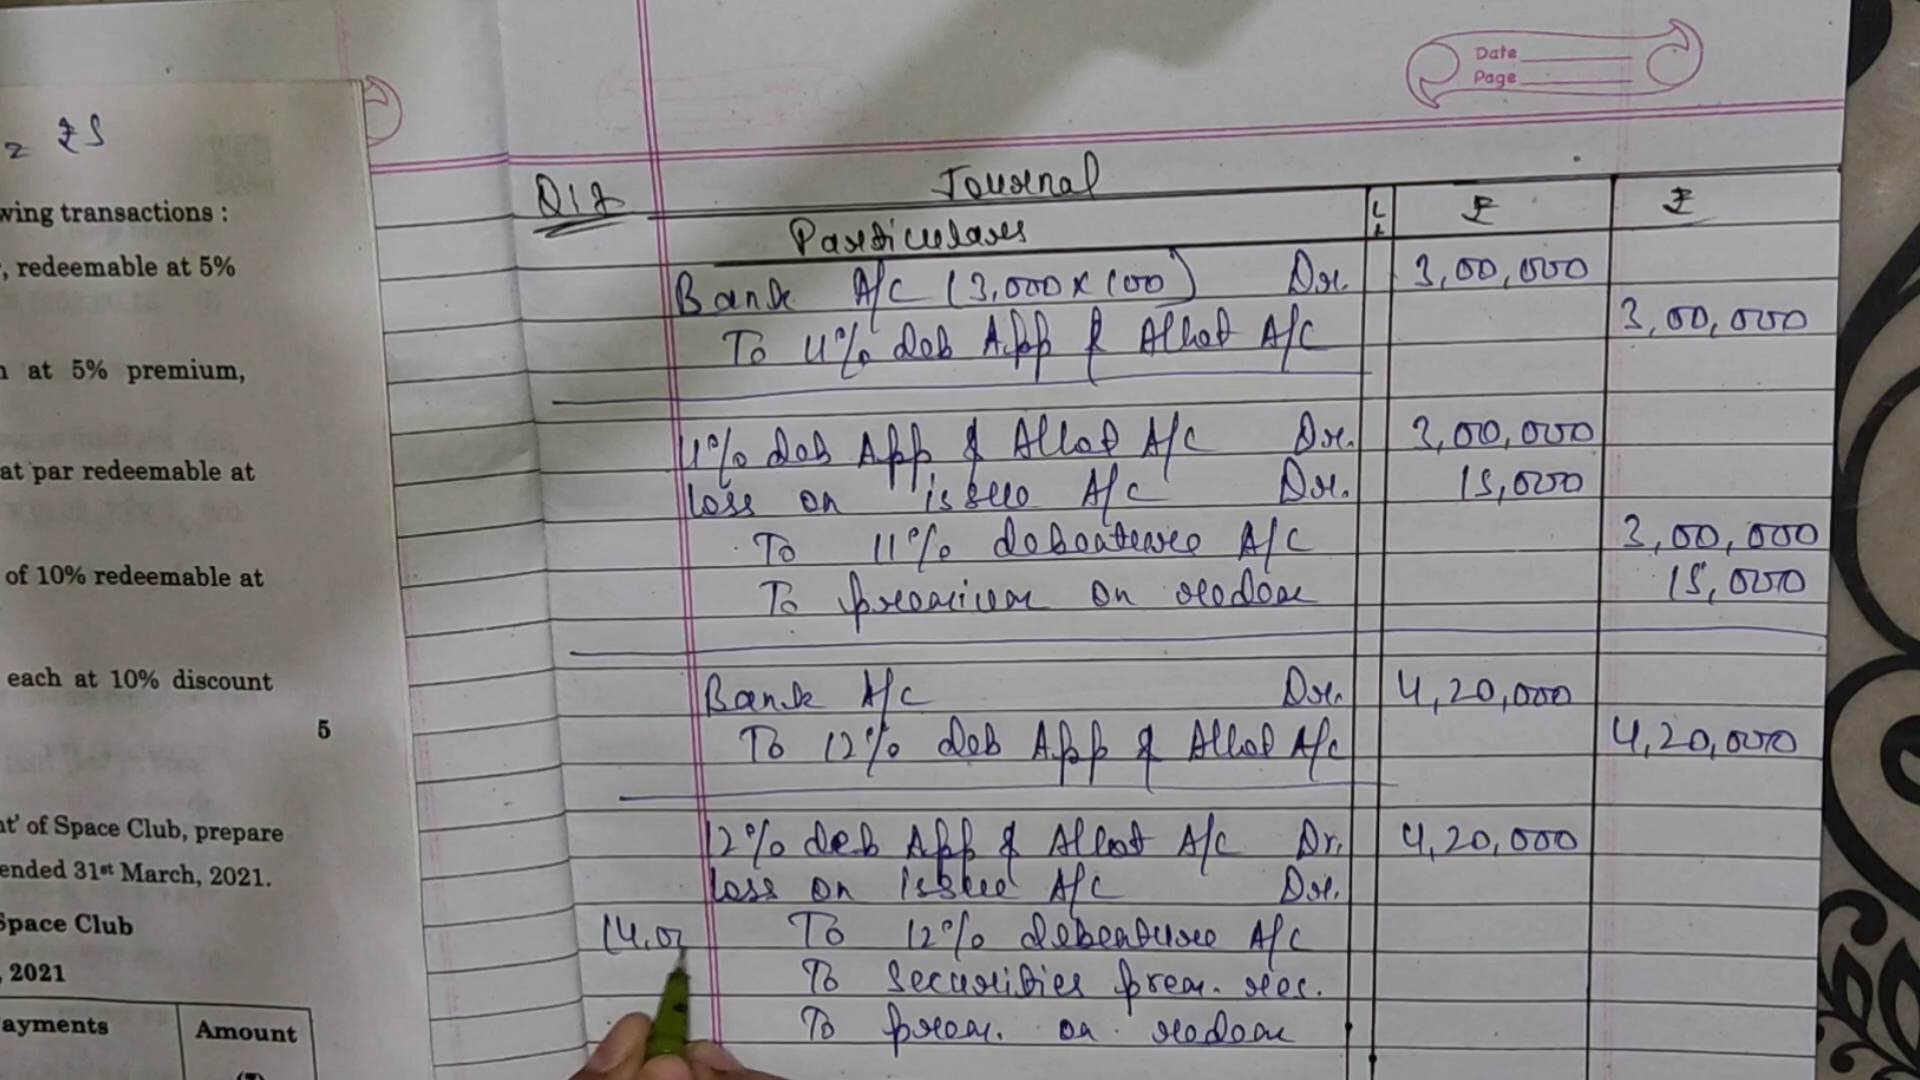 Date
Page
= ₹5
wing transactions :
, redeemable at 5%
at 5% premium,
at par redeemable at
of 10% redeemable at
each at 10% discount
5
nt' of Space Club, prepare
ended 31st March, 2021.
Space Club
, 2021
ayments Amount
(₹)
Journal
Particulars L.F. ₹ ₹
Bank A/C (3,000 x 100) Dr. 3,00,000
To 11% deb App & Allot A/C 3,00,000
11% deb App & Allot A/C Dr. 3,00,000
loss on issue A/C Dr. 15,000
To 11% debenture A/C 3,00,000
To premium on redem 15,000
Bank A/C Dr. 4,20,000
To 12% deb App & Allot A/C 4,20,000
12% deb App & Allot A/C Dr. 4,20,000
loss on issue A/C Dr.
(4,0 To 12% debenture A/C
To Securities prem. res.
To prem. on redem